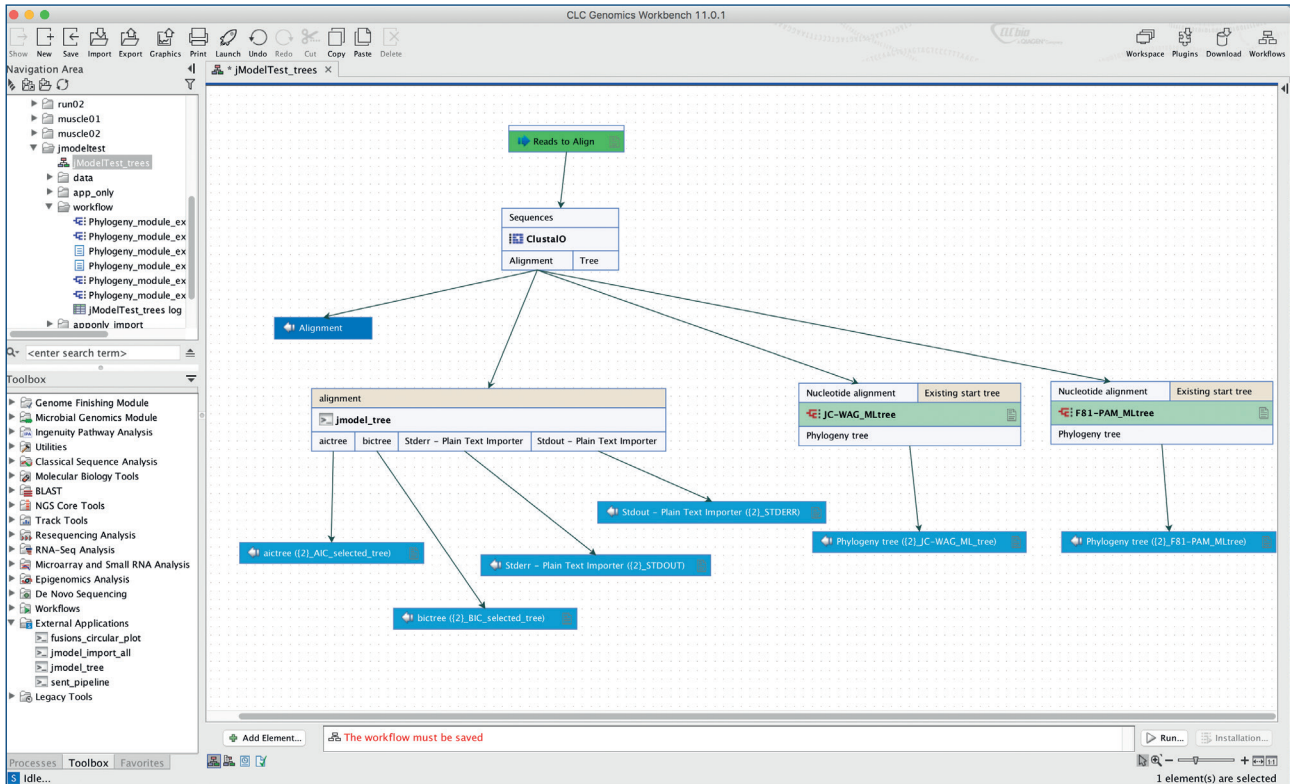 CLC Genomics Workbench 11.0.1
Show New Save Import Export Graphics Print Launch Undo Redo Cut Copy Paste Delete
Workspace Plugins Download Workflows
Navigation Area
* jModelTest_trees
run02
muscle01
muscle02
jmodeltest
jModelTest_trees
data
app_only
workflow
Phylogeny_module_ex
Phylogeny_module_ex
Phylogeny_module_ex
Phylogeny_module_ex
Phylogeny_module_ex
Phylogeny_module_ex
jModelTest_trees log
apponly_import
<enter search term>
Toolbox
Genome Finishing Module
Microbial Genomics Module
Ingenuity Pathway Analysis
Utilities
Classical Sequence Analysis
Molecular Biology Tools
BLAST
NGS Core Tools
Track Tools
Resequencing Analysis
RNA-Seq Analysis
Microarray and Small RNA Analysis
Epigenomics Analysis
De Novo Sequencing
Workflows
External Applications
fusions_circular_plot
jmodel_import_all
jmodel_tree
sent_pipeline
Legacy Tools
Processes Toolbox Favorites
Idle...
Reads to Align
Sequences
ClustalO
Alignment Tree
Alignment
alignment
jmodel_tree
aictree bictree Stderr - Plain Text Importer Stdout - Plain Text Importer
Nucleotide alignment Existing start tree
JC-WAG_MLtree
Phylogeny tree
Nucleotide alignment Existing start tree
F81-PAM_MLtree
Phylogeny tree
Stdout - Plain Text Importer ({2}_STDERR)
aictree ({2}_AIC_selected_tree)
Stderr - Plain Text Importer ({2}_STDOUT)
Phylogeny tree ({2}_JC-WAG_ML_tree)
Phylogeny tree ({2}_F81-PAM_MLtree)
bictree ({2}_BIC_selected_tree)
Add Element...
The workflow must be saved
Run...
Installation...
1 element(s) are selected